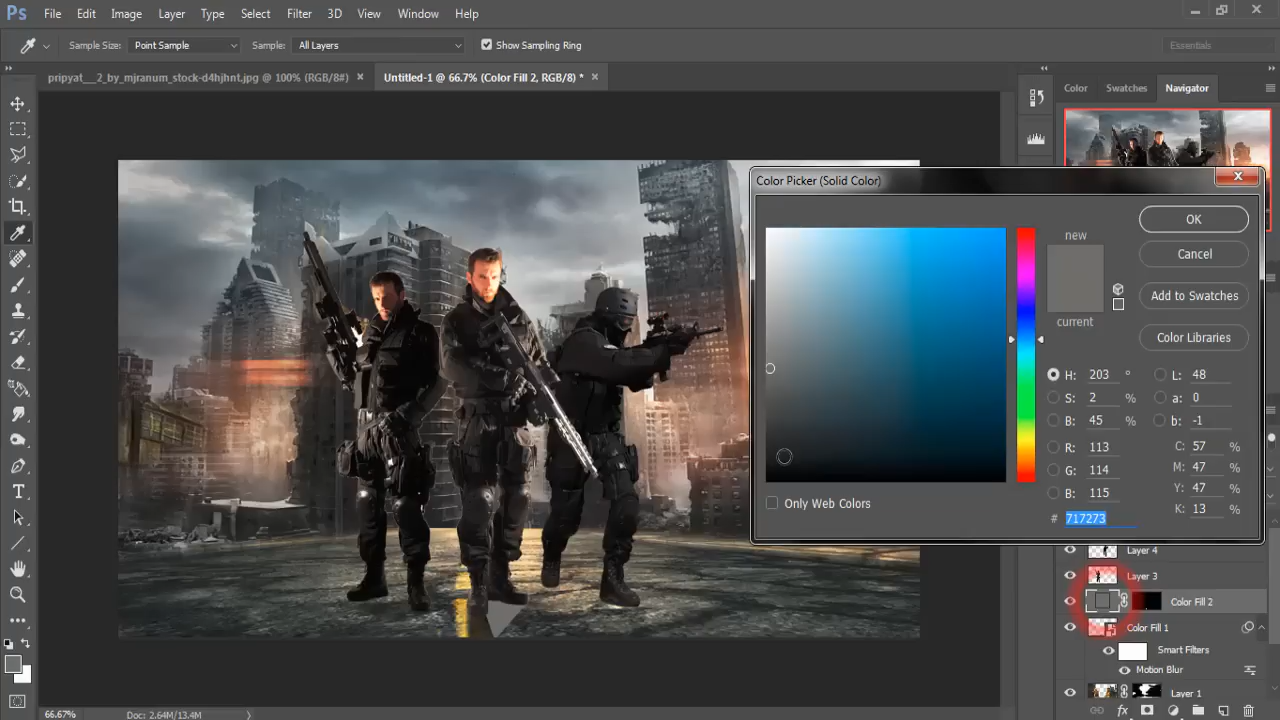 Ps File Edit Image Layer Type Select Filter 3D View Window Help
Sample Size: Point Sample Sample: All Layers Show Sampling Ring Essentials
pripyat__2_by_mjranum_stock-d4hjhnt.jpg @ 100% (RGB/8#) × Untitled-1 @ 66.7% (Color Fill 2, RGB/8) * ×
Color Swatches Navigator
Color Picker (Solid Color)
new
current
OK
Cancel
Add to Swatches
Color Libraries
H: 203 ° L: 48
S: 2 % a: 0
B: 45 % b: -1
R: 113 C: 57 %
G: 114 M: 47 %
B: 115 Y: 47 %
# 717273 K: 13 %
Only Web Colors
Layer 4
Layer 3
Color Fill 2
Color Fill 1
Smart Filters
Motion Blur
Layer 1
fx
66.67% Doc: 2.64M/13.4M